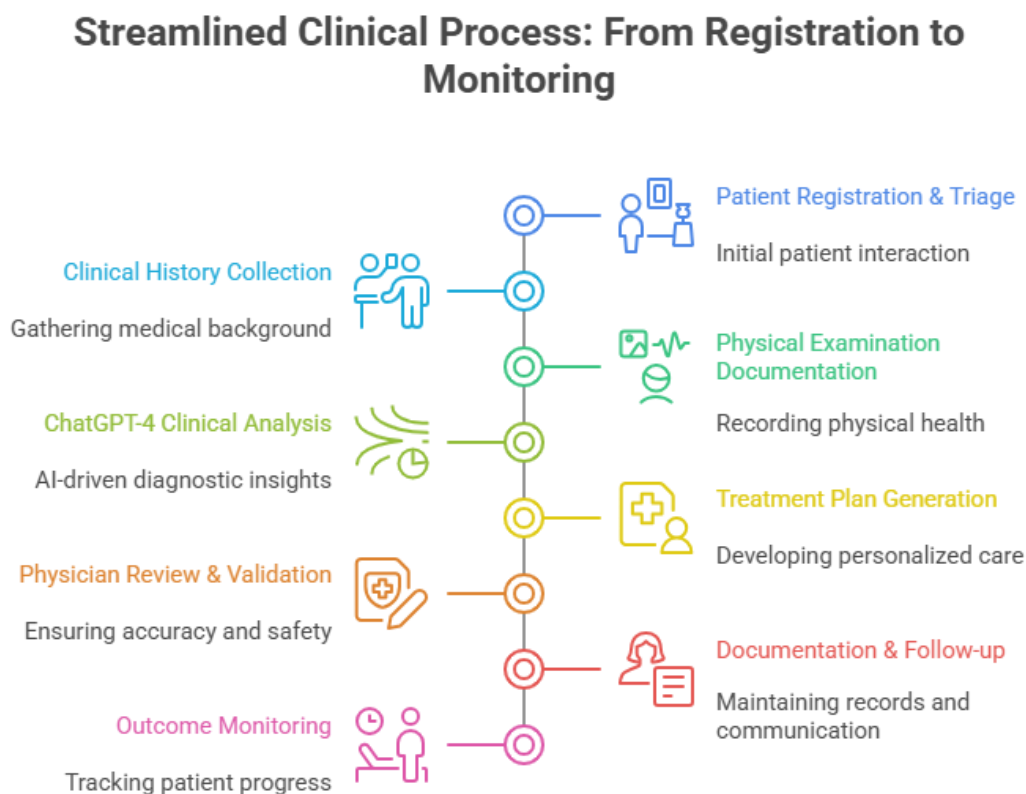 Streamlined Clinical Process: From Registration to
Monitoring
Patient Registration & Triage
Initial patient interaction
Clinical History Collection
Gathering medical background
Physical Examination
Documentation
Recording physical health
ChatGPT-4 Clinical Analysis
AI-driven diagnostic insights
Treatment Plan Generation
Developing personalized care
Physician Review & Validation
Ensuring accuracy and safety
Documentation & Follow-up
Maintaining records and
communication
Outcome Monitoring
Tracking patient progress